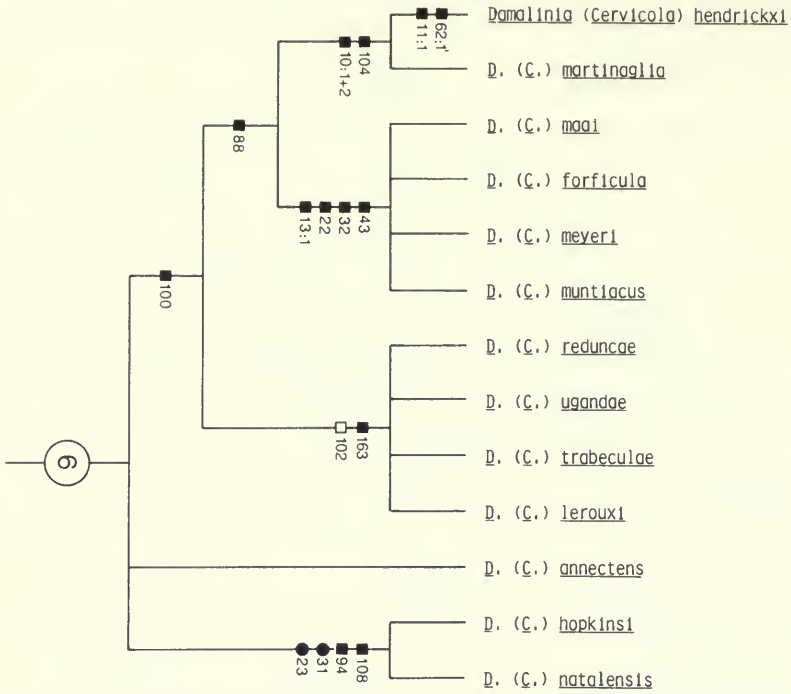 Damalinia (Cervicola) hendrickxi
11:1
62:1'
10:1+2
104
D. (C.) martinaglia
88
D. (C.) maai
D. (C.) forficula
13:1
22
32
43
D. (C.) meyeri
100
D. (C.) muntiacus
D. (C.) reduncae
D. (C.) ugandae
102
163
6
D. (C.) trabeculae
D. (C.) lerouxi
D. (C.) annectens
D. (C.) hopkinsi
23
31
94
108
D. (C.) natalensis